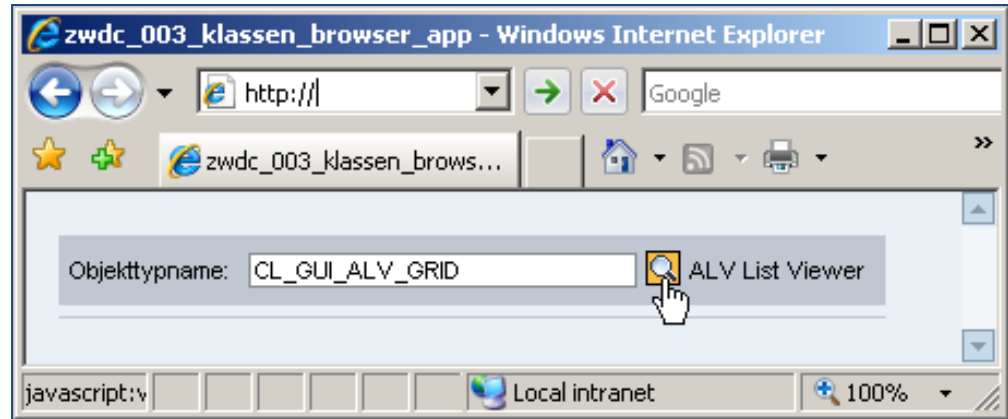 zwdc_003_klassen_browser_app - Windows Internet Explorer
http://
Google
zwdc_003_klassen_brows...
»
Objekttypname: CL_GUI_ALV_GRID ALV List Viewer
javascript:v Local intranet 100%